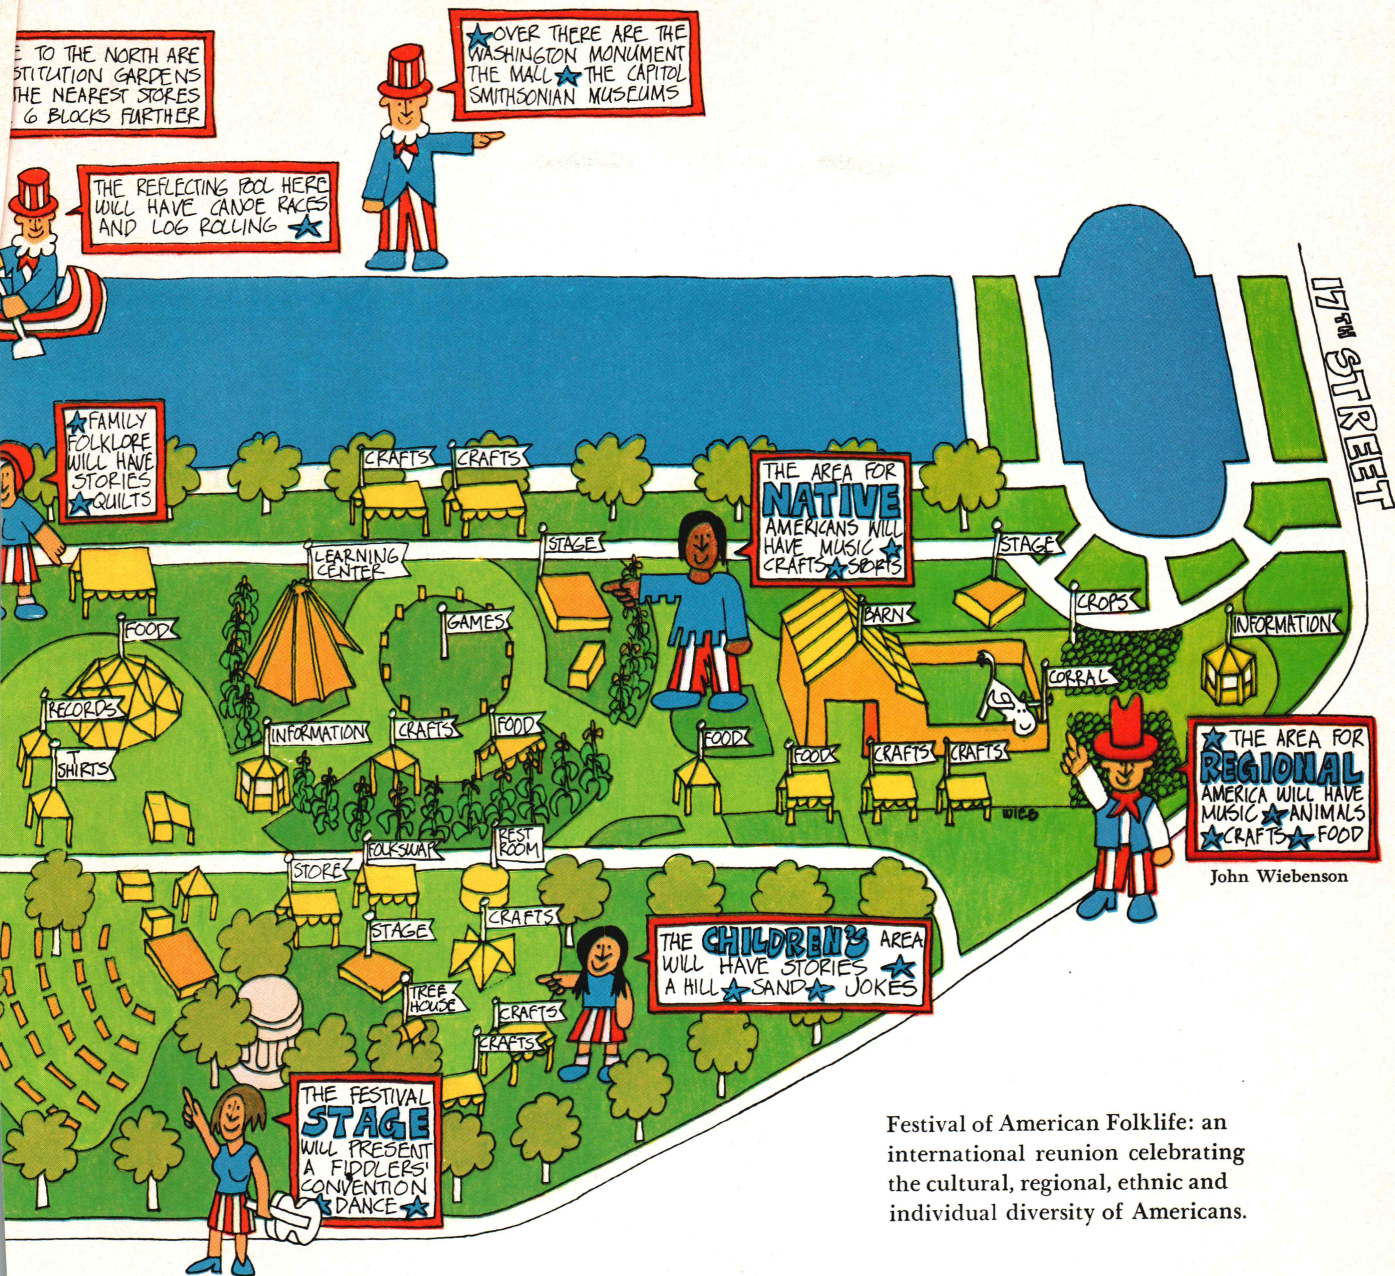 TO THE NORTH ARE
STITUTION GARDENS
THE NEAREST STORES
6 BLOCKS FURTHER
OVER THERE ARE THE
WASHINGTON MONUMENT
THE MALL THE CAPITOL
SMITHSONIAN MUSEUMS
THE REFLECTING POOL HERE
WILL HAVE CANOE RACES
AND LOG ROLLING
17TH STREET
FAMILY
FOLKLORE
WILL HAVE
STORIES
QUILTS
CRAFTS
CRAFTS
THE AREA FOR
NATIVE
AMERICANS WILL
HAVE MUSIC
CRAFTS SPORTS
LEARNING
CENTER
STAGE
STAGE
FOOD
GAMES
BARN
CROPS
INFORMATION
CORRAL
RECORDS
T
SHIRTS
INFORMATION
CRAFTS
FOOD
FOOD
FOOD
CRAFTS
CRAFTS
WIEB
THE AREA FOR
REGIONAL
AMERICA WILL HAVE
MUSIC ANIMALS
CRAFTS FOOD
John Wiebenson
STORE
FOLKSWAP
REST
ROOM
STAGE
CRAFTS
TREE
HOUSE
CRAFTS
CRAFTS
THE CHILDREN'S AREA
WILL HAVE STORIES
A HILL SAND JOKES
THE FESTIVAL
STAGE
WILL PRESENT
A FIDDLERS'
CONVENTION
DANCE
Festival of American Folklife: an
international reunion celebrating
the cultural, regional, ethnic and
individual diversity of Americans.